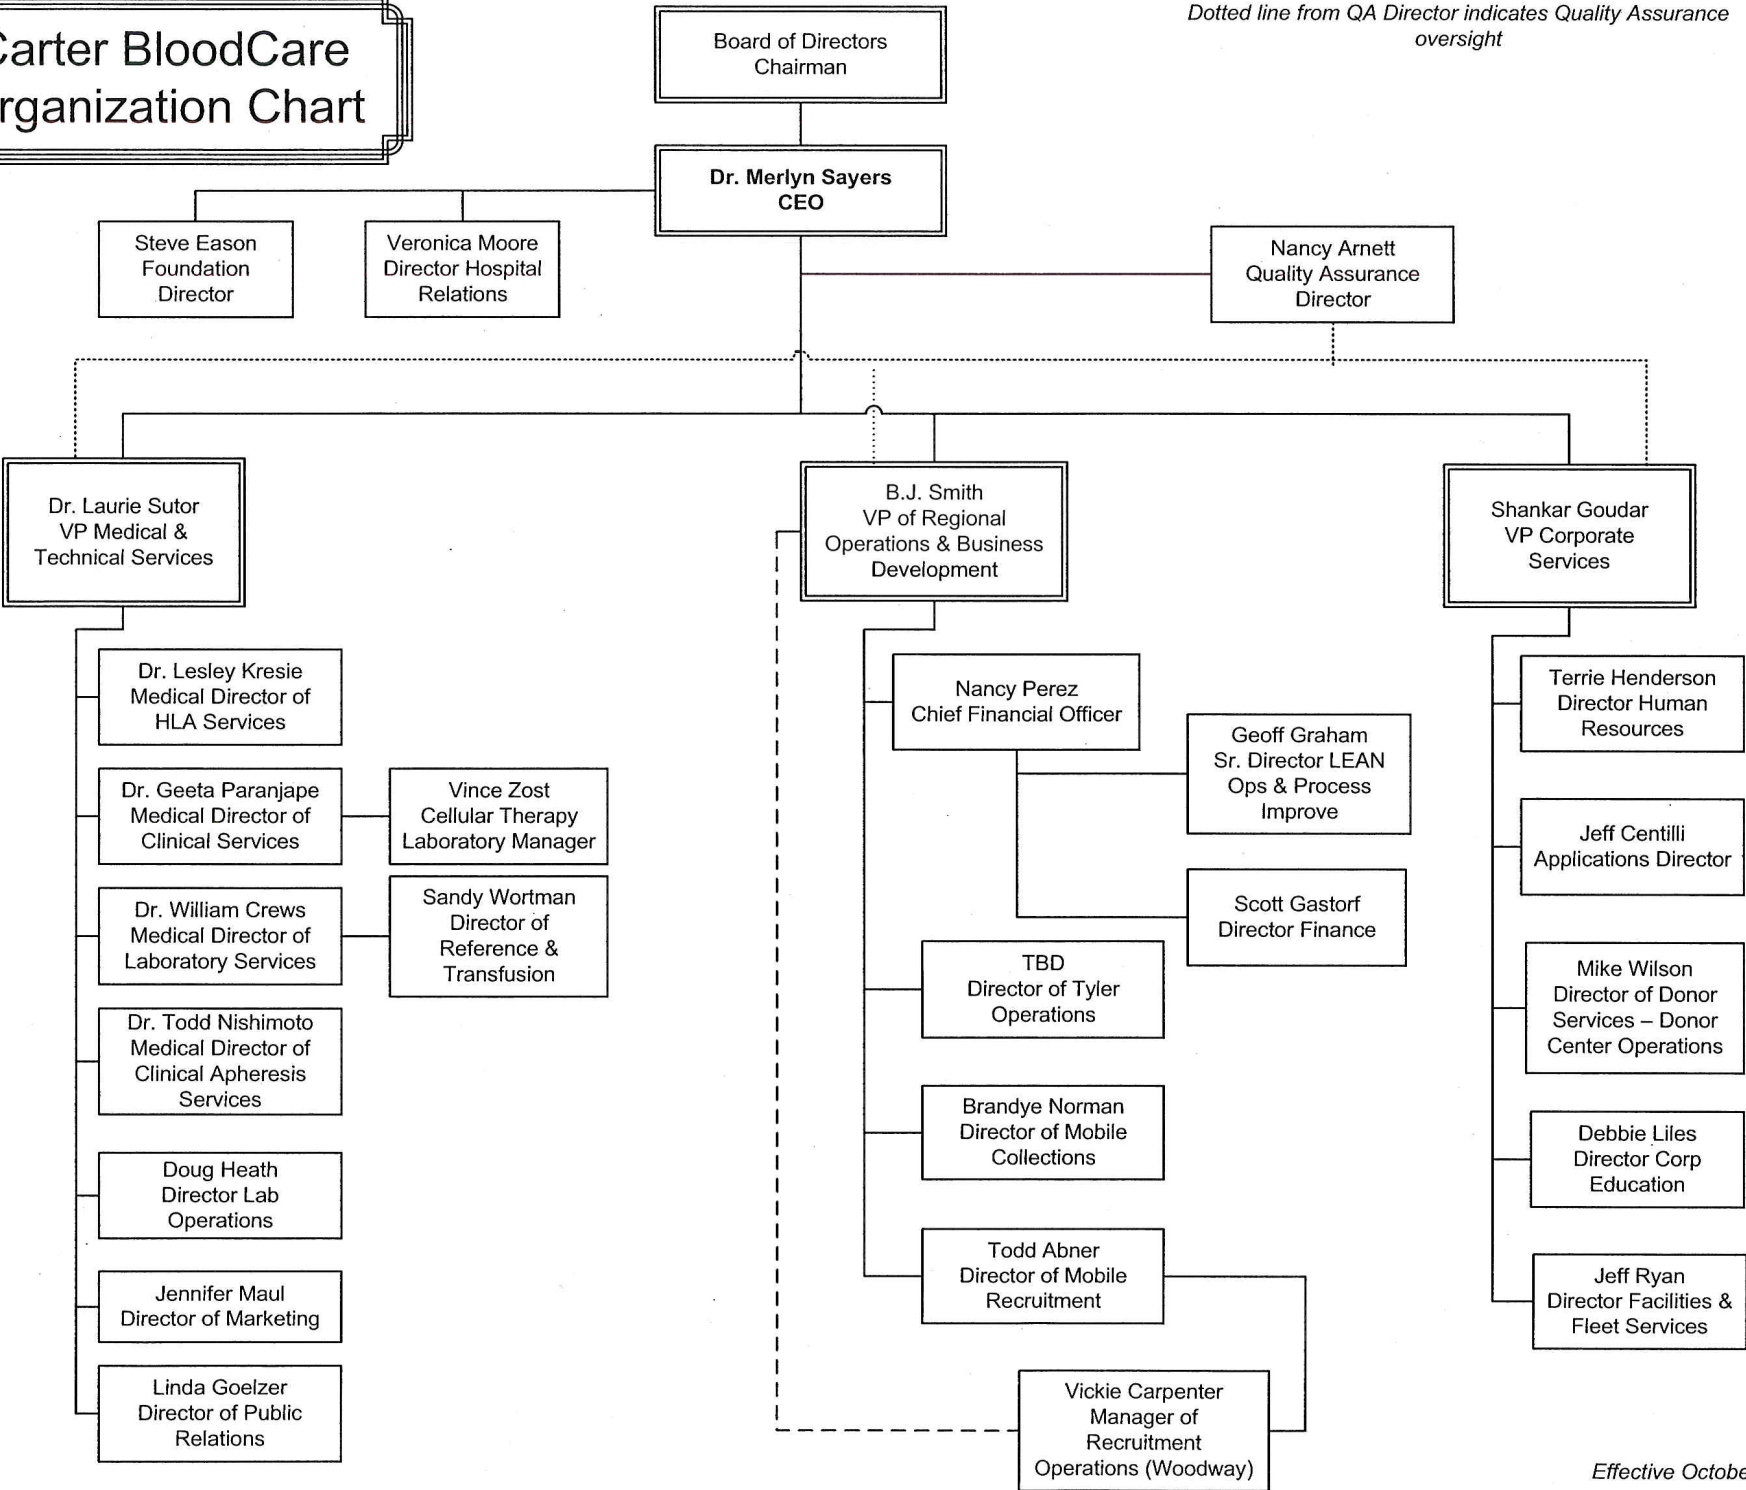 Carter BloodCare
Organization Chart
Dotted line from QA Director indicates Quality Assurance
oversight
Board of Directors
Chairman
Dr. Merlyn Sayers
CEO
Steve Eason
Foundation
Director
Veronica Moore
Director Hospital
Relations
Nancy Arnett
Quality Assurance
Director
Dr. Laurie Sutor
VP Medical &
Technical Services
B.J. Smith
VP of Regional
Operations & Business
Development
Shankar Goudar
VP Corporate
Services
Dr. Lesley Kresie
Medical Director of
HLA Services
Dr. Geeta Paranjape
Medical Director of
Clinical Services
Vince Zost
Cellular Therapy
Laboratory Manager
Dr. William Crews
Medical Director of
Laboratory Services
Sandy Wortman
Director of
Reference &
Transfusion
Dr. Todd Nishimoto
Medical Director of
Clinical Apheresis
Services
Doug Heath
Director Lab
Operations
Jennifer Maul
Director of Marketing
Linda Goelzer
Director of Public
Relations
Nancy Perez
Chief Financial Officer
Geoff Graham
Sr. Director LEAN
Ops & Process
Improve
Scott Gastorf
Director Finance
TBD
Director of Tyler
Operations
Brandye Norman
Director of Mobile
Collections
Todd Abner
Director of Mobile
Recruitment
Vickie Carpenter
Manager of
Recruitment
Operations (Woodway)
Terrie Henderson
Director Human
Resources
Jeff Centilli
Applications Director
Mike Wilson
Director of Donor
Services – Donor
Center Operations
Debbie Liles
Director Corp
Education
Jeff Ryan
Director Facilities &
Fleet Services
Effective Octobe